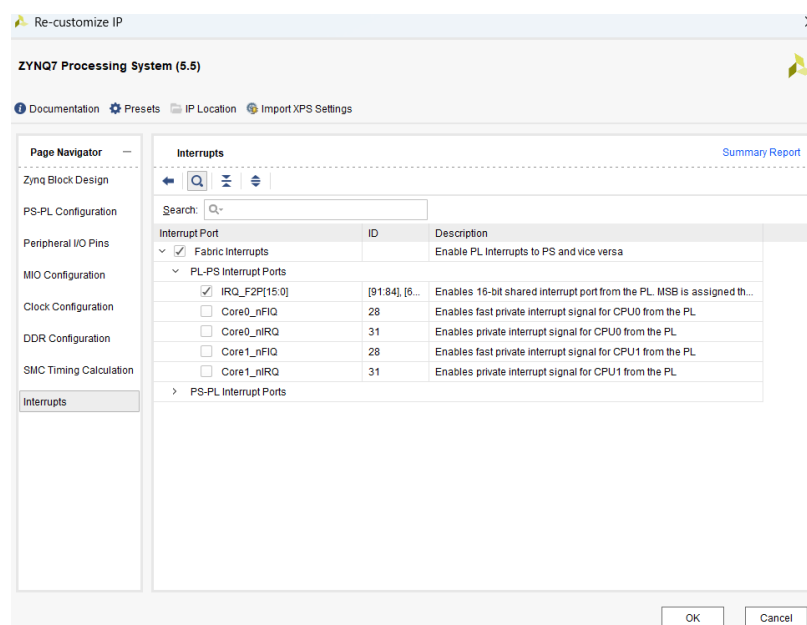 Re-customize IP
ZYNQ7 Processing System (5.5)
Documentation Presets IP Location Import XPS Settings
Page Navigator
Zynq Block Design
PS-PL Configuration
Peripheral I/O Pins
MIO Configuration
Clock Configuration
DDR Configuration
SMC Timing Calculation
Interrupts
Interrupts Summary Report
Search:
Interrupt Port ID Description
Fabric Interrupts Enable PL Interrupts to PS and vice versa
PL-PS Interrupt Ports
IRQ_F2P[15:0] [91:84], [6... Enables 16-bit shared interrupt port from the PL. MSB is assigned th...
Core0_nFIQ 28 Enables fast private interrupt signal for CPU0 from the PL
Core0_nIRQ 31 Enables private interrupt signal for CPU0 from the PL
Core1_nFIQ 28 Enables fast private interrupt signal for CPU1 from the PL
Core1_nIRQ 31 Enables private interrupt signal for CPU1 from the PL
PS-PL Interrupt Ports
OK Cancel